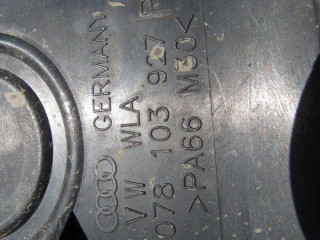 GERMANY
VW WLA
078 103 927
>PA66 M30<